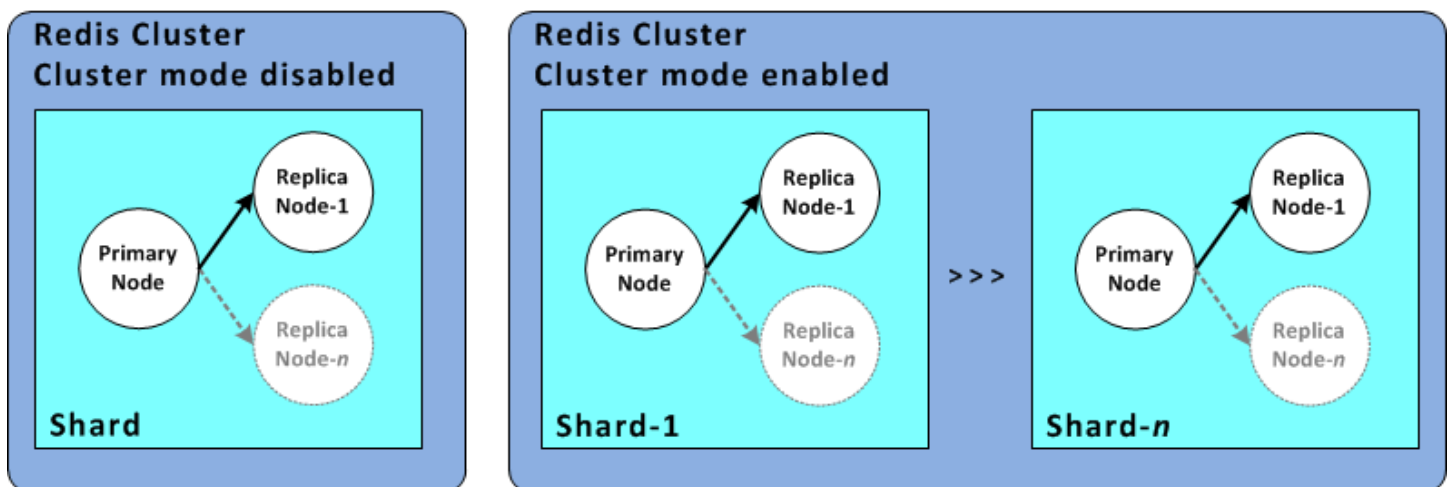 Redis Cluster
Cluster mode disabled
Primary
Node
Replica
Node-1
Replica
Node-n
Shard
Redis Cluster
Cluster mode enabled
Primary
Node
Replica
Node-1
Replica
Node-n
Shard-1
>>>
Primary
Node
Replica
Node-1
Replica
Node-n
Shard-n